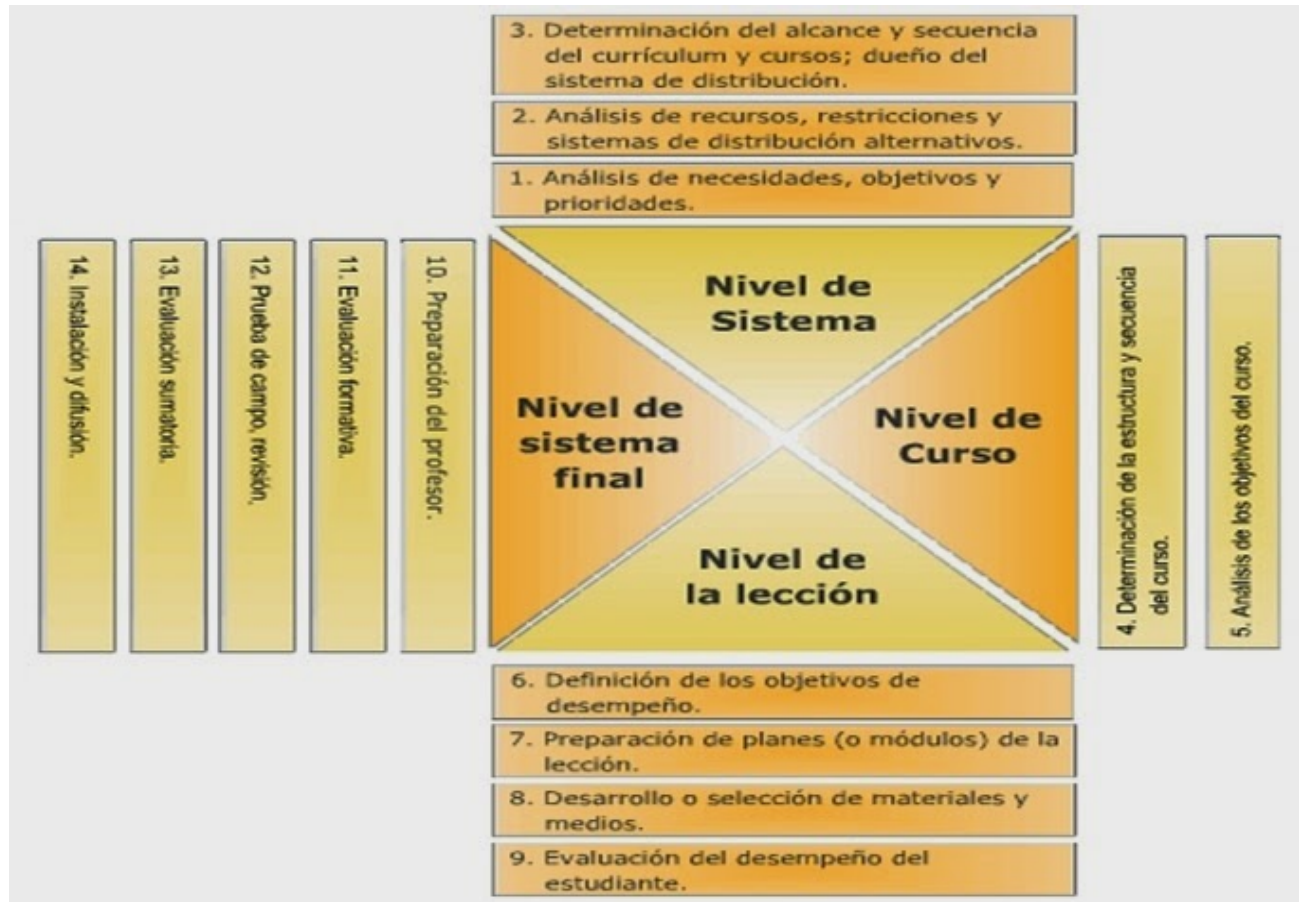 3. Determinación del alcance y secuencia
del currículum y cursos; dueño del
sistema de distribución.
2. Análisis de recursos, restricciones y
sistemas de distribución alternativos.
1. Análisis de necesidades, objetivos y
prioridades.
14. Instalación y difusión.
13. Evaluación sumatoria.
12. Prueba de campo, revisión.
11. Evaluación formativa.
10. Preparación del profesor.
Nivel de
Sistema
Nivel de
sistema
final
Nivel de
Curso
Nivel de
la lección
4. Determinación de la estructura y secuencia
del curso.
5. Análisis de los objetivos del curso.
6. Definición de los objetivos de
desempeño.
7. Preparación de planes (o módulos) de la
lección.
8. Desarrollo o selección de materiales y
medios.
9. Evaluación del desempeño del
estudiante.